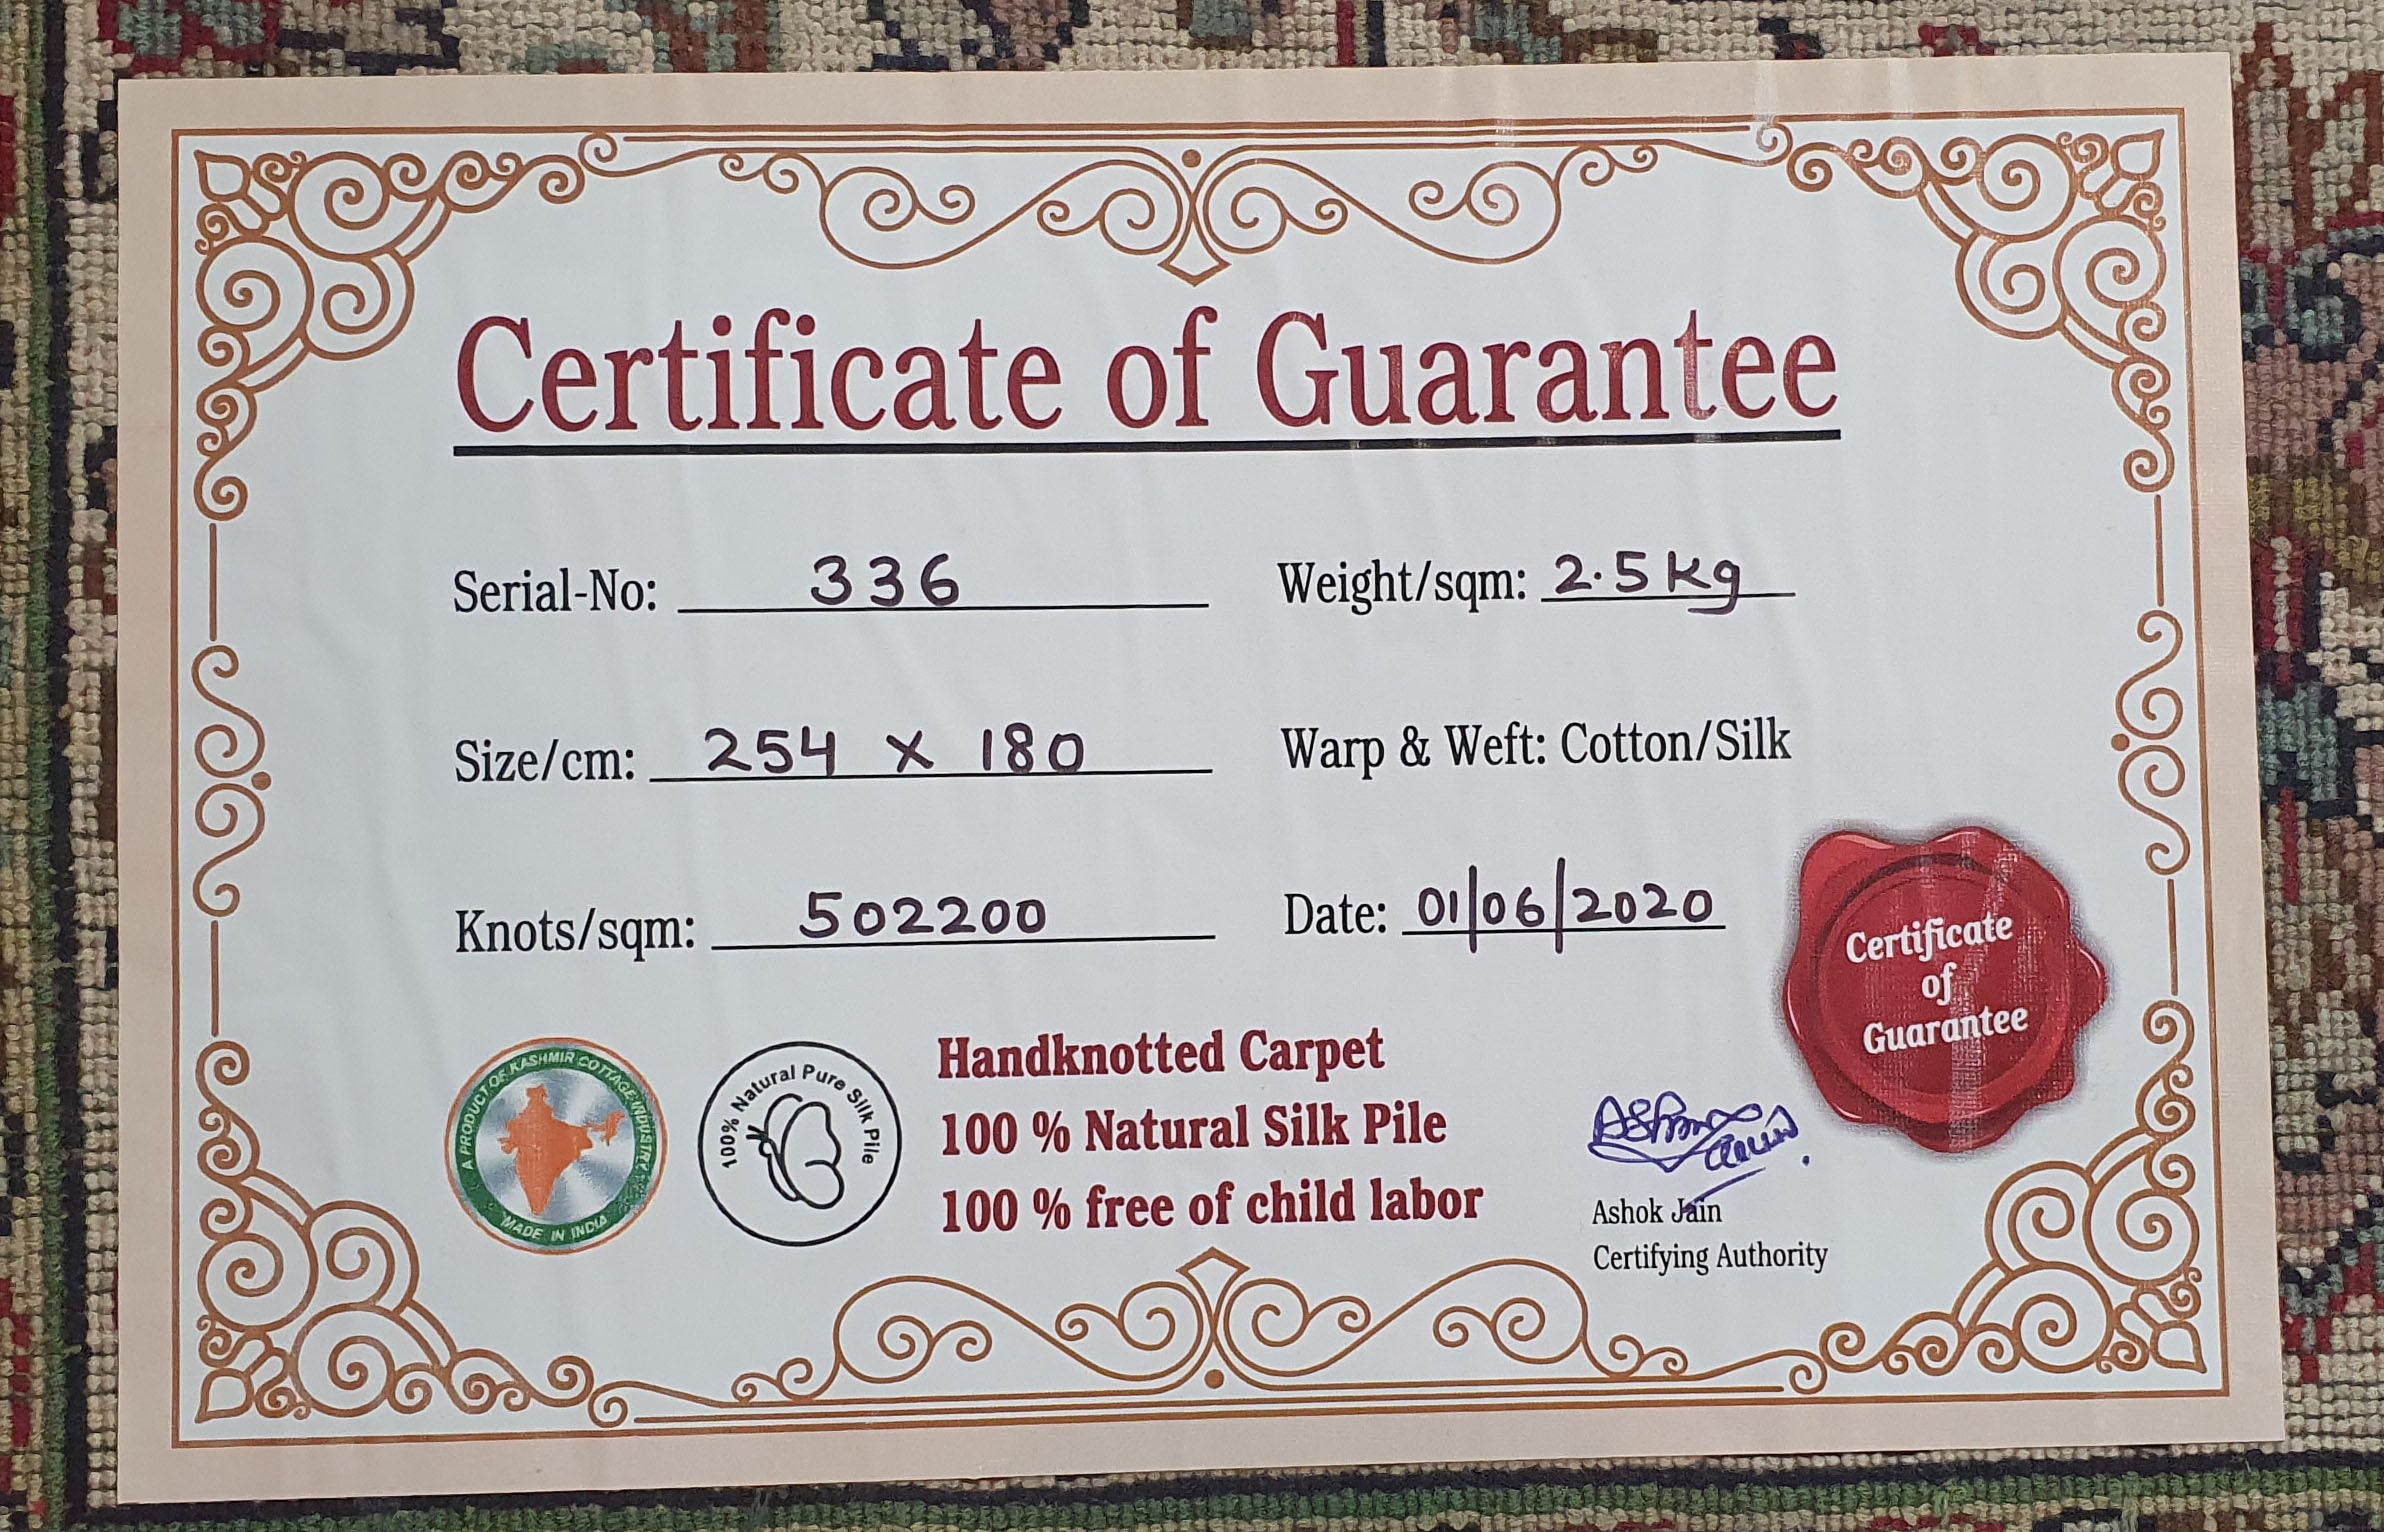 Certificate of Guarantee
Serial-No: 336
Weight/sqm: 2.5 kg
Size/cm: 254 x 180
Warp & Weft: Cotton/Silk
Knots/sqm: 502200
Date: 01/06/2020
Certificate
of
Guarantee
A PRODUCT OF KASHMIR COTTAGE INDUSTRY
MADE IN INDIA
100% Natural Pure Silk Pile
Handknotted Carpet
100 % Natural Silk Pile
100 % free of child labor
Ashok Jain
Certifying Authority